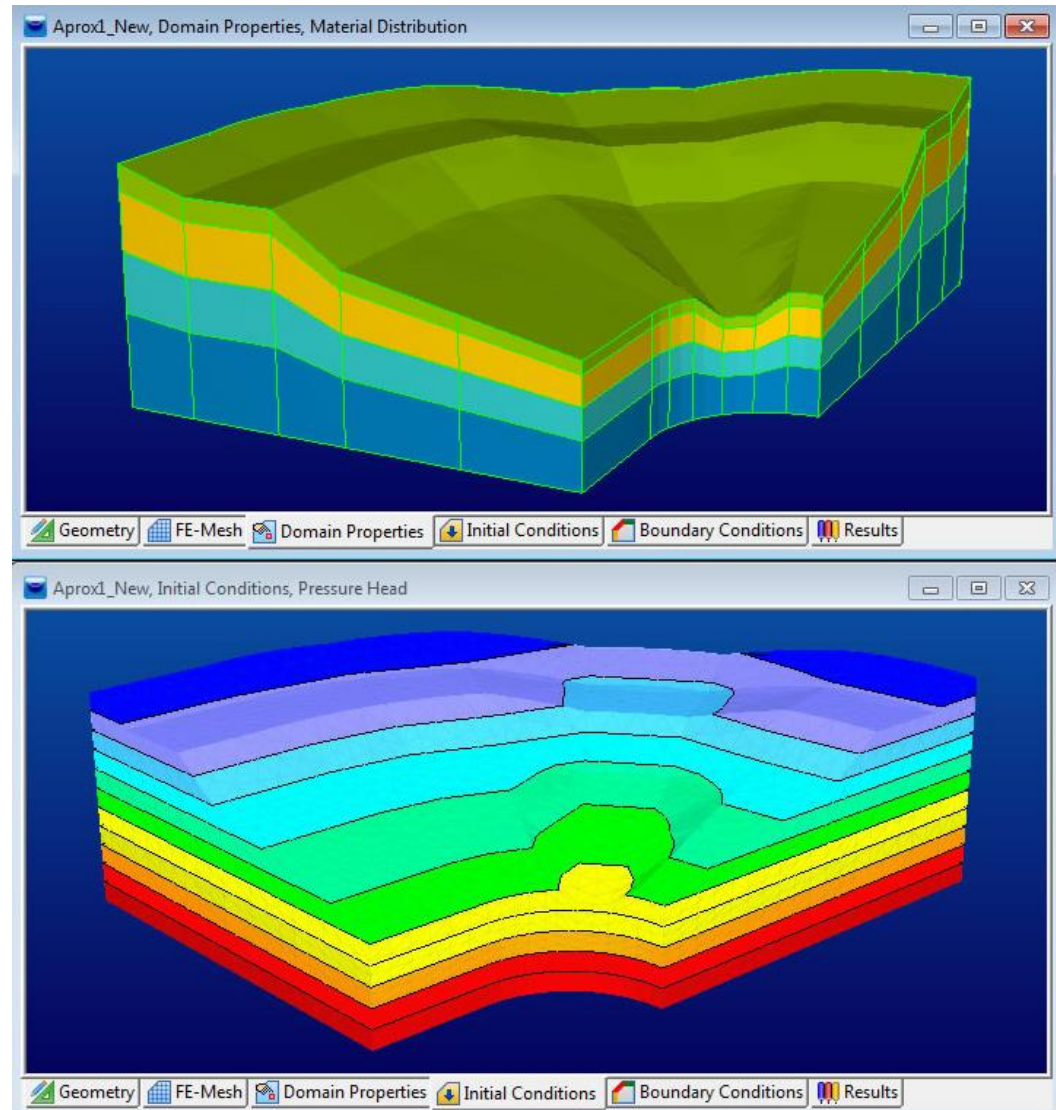 Aprox1_New, Domain Properties, Material Distribution
Geometry FE-Mesh Domain Properties Initial Conditions Boundary Conditions Results
Aprox1_New, Initial Conditions, Pressure Head
Geometry FE-Mesh Domain Properties Initial Conditions Boundary Conditions Results